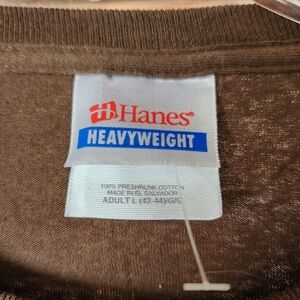 Hanes®
HEAVYWEIGHT
100% PRESHRUNK COTTON
MADE IN EL SALVADOR
ADULT L (42-44)/G/G